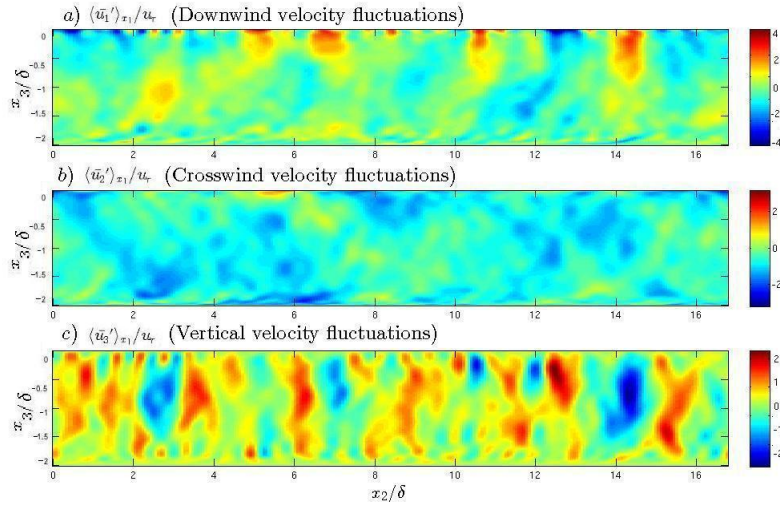 a) ⟨ū₁′⟩ₓ₁/uτ (Downwind velocity fluctuations)
x₃/δ
0
-0.5
-1
-1.5
-2
0 2 4 6 8 10 12 14 16
4
2
0
-2
-4
b) ⟨ū₂′⟩ₓ₁/uτ (Crosswind velocity fluctuations)
x₃/δ
0
-0.5
-1
-1.5
-2
0 2 4 6 8 10 12 14 16
2
0
-2
c) ⟨ū₃′⟩ₓ₁/uτ (Vertical velocity fluctuations)
x₃/δ
0
-0.5
-1
-1.5
-2
0 2 4 6 8 10 12 14 16
2
1
0
-1
-2
x₂/δ